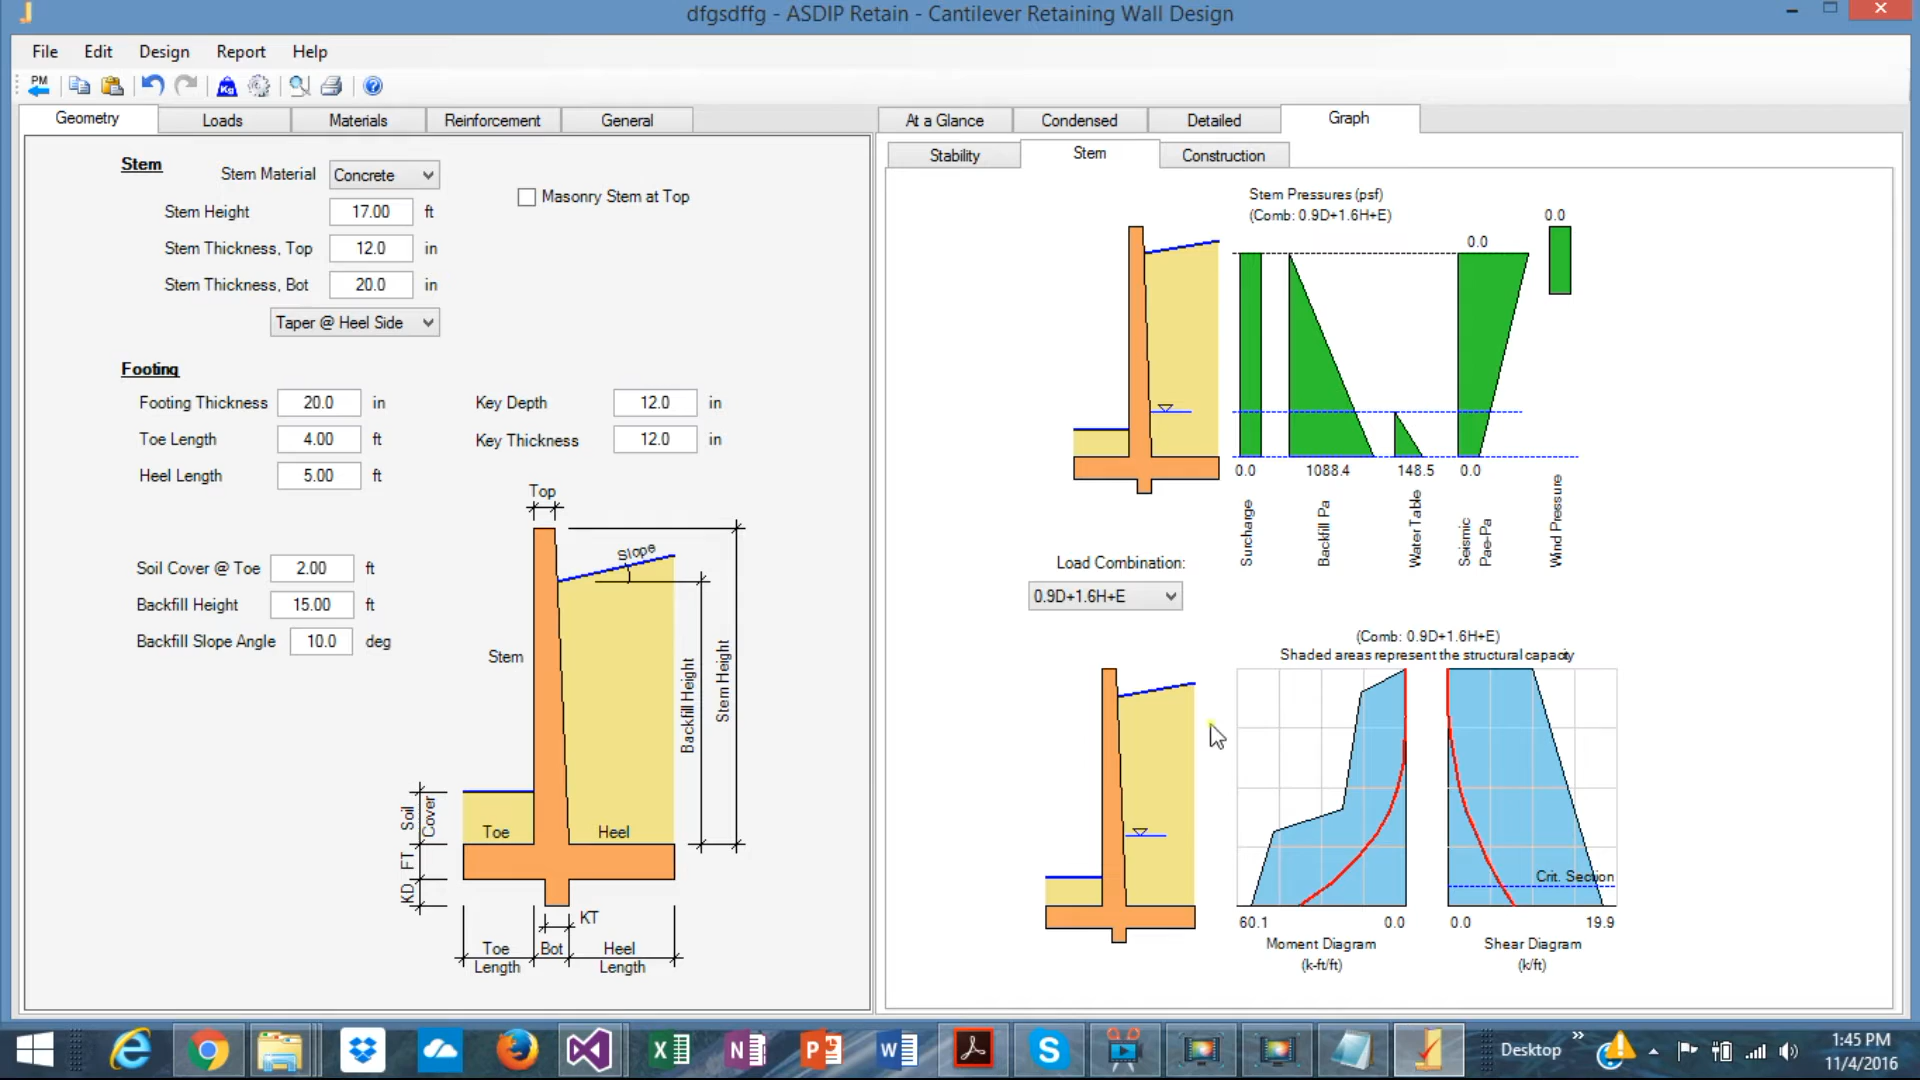 dfgsdffg - ASDIP Retain - Cantilever Retaining Wall Design
File Edit Design Report Help
PM
Kg
Geometry Loads Materials Reinforcement General
At a Glance Condensed Detailed Graph
Stability Stem Construction
Stem
Stem Material Concrete
Masonry Stem at Top
Stem Height 17.00 ft
Stem Thickness, Top 12.0 in
Stem Thickness, Bot 20.0 in
Taper @ Heel Side
Footing
Footing Thickness 20.0 in
Key Depth 12.0 in
Toe Length 4.00 ft
Key Thickness 12.0 in
Heel Length 5.00 ft
Soil Cover @ Toe 2.00 ft
Backfill Height 15.00 ft
Backfill Slope Angle 10.0 deg
Top
Slope
Stem
Backfill Height
Stem Height
Soil
Cover
Toe
Heel
FT
KD
KT
Toe
Length
Bot
Heel
Length
Stem Pressures (psf)
(Comb: 0.9D+1.6H+E)
0.0
0.0
0.0 1088.4 148.5 0.0
Surcharge
Backfill Pa
Water Table
Seismic
Pae-Pa
Wind Pressure
Load Combination:
0.9D+1.6H+E
(Comb: 0.9D+1.6H+E)
Shaded areas represent the structural capacity
Crit. Section
60.1 0.0 0.0 19.9
Moment Diagram
(k-ft/ft)
Shear Diagram
(k/ft)
Desktop
1:45 PM
11/4/2016